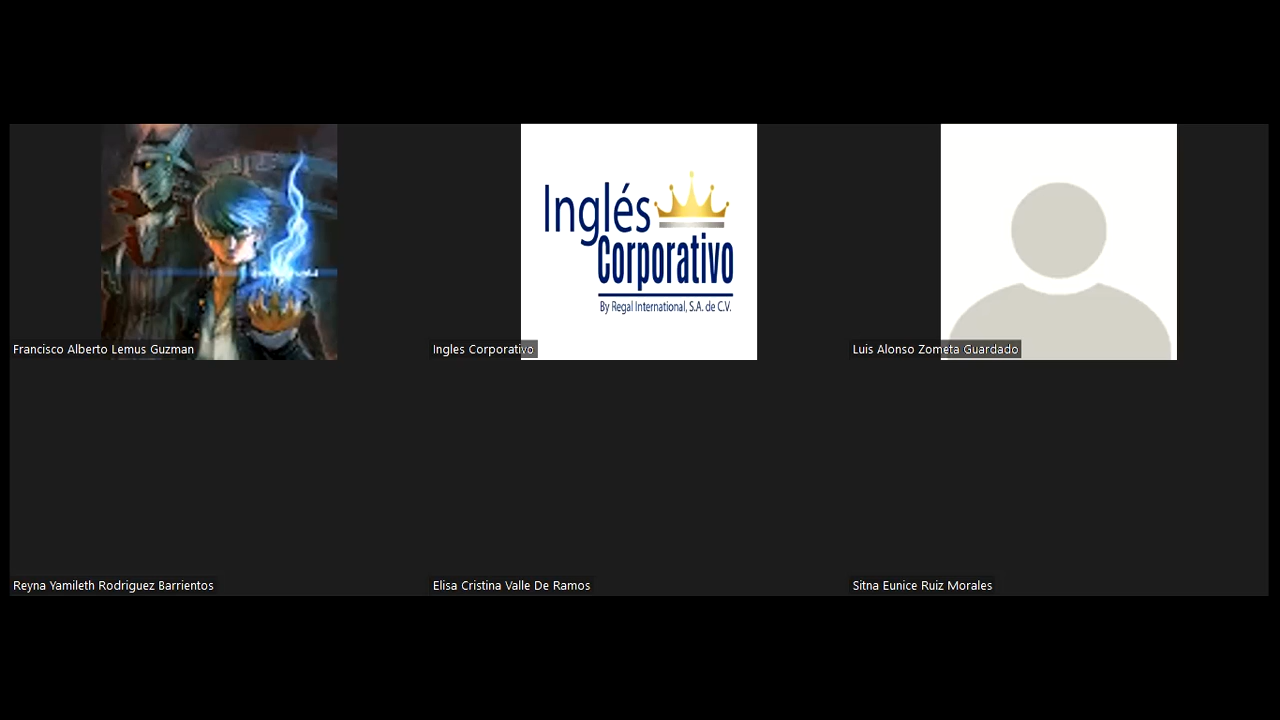 Inglés
Corporativo
By Regal International, S.A. de C.V.
Francisco Alberto Lemus Guzman
Ingles Corporativo
Luis Alonso Zometa Guardado
Reyna Yamileth Rodriguez Barrientos
Elisa Cristina Valle De Ramos
Sitna Eunice Ruiz Morales